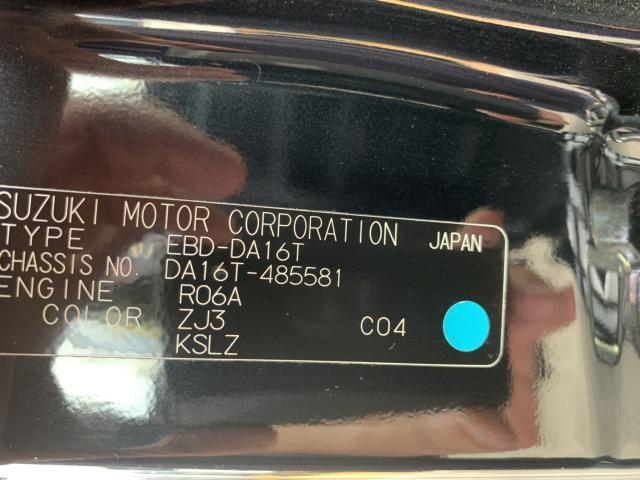 SUZUKI MOTOR CORPORATION JAPAN
TYPE EBD-DA16T
CHASSIS NO. DA16T-485581
ENGINE R06A
COLOR ZJ3 C04
KSLZ